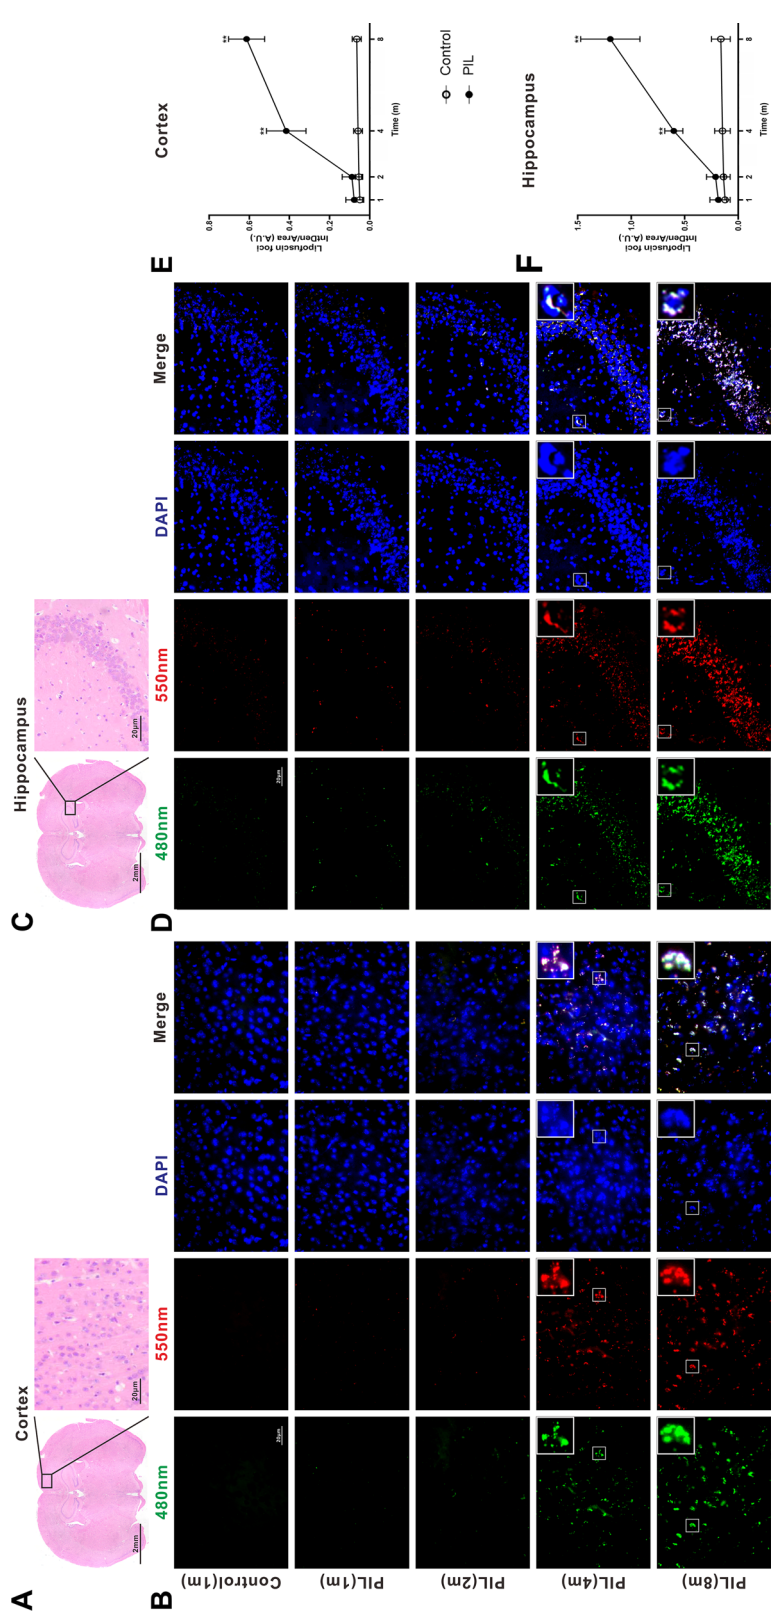 A
Cortex
2mm
20μm
B
480nm
550nm
DAPI
Merge
Control(1m)
20μm
PIL(1m)
PIL(2m)
PIL(4m)
PIL(8m)
C
Hippocampus
2mm
20μm
D
480nm
550nm
DAPI
Merge
20μm
E
Cortex
Lipofuscin foci
IntDen/Area (A.U.)
0.8
0.6
0.4
0.2
0.0
**
**
1
2
4
8
Time (m)
Control
PIL
F
Hippocampus
Lipofuscin foci
IntDen/Area (A.U.)
1.5
1.0
0.5
0.0
**
**
1
2
4
8
Time (m)